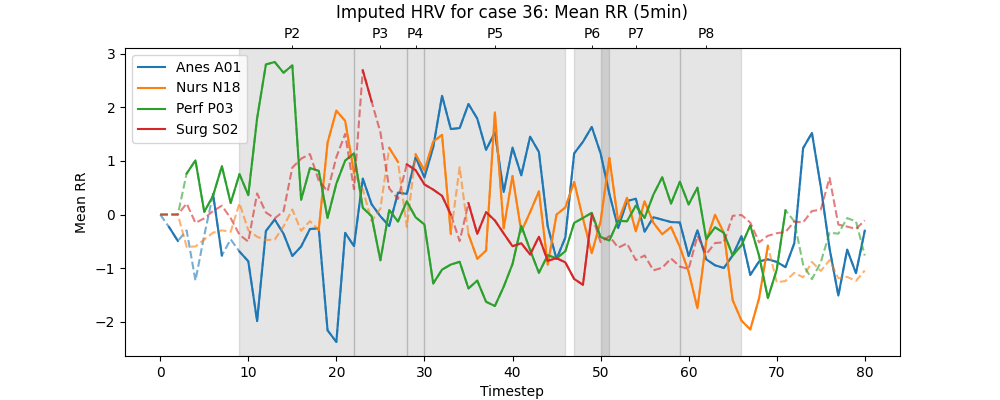 Imputed HRV for case 36: Mean RR (5min)
P2 P3 P4 P5 P6 P7 P8
Anes A01
Nurs N18
Perf P03
Surg S02
Mean RR
3
2
1
0
−1
−2
0 10 20 30 40 50 60 70 80
Timestep